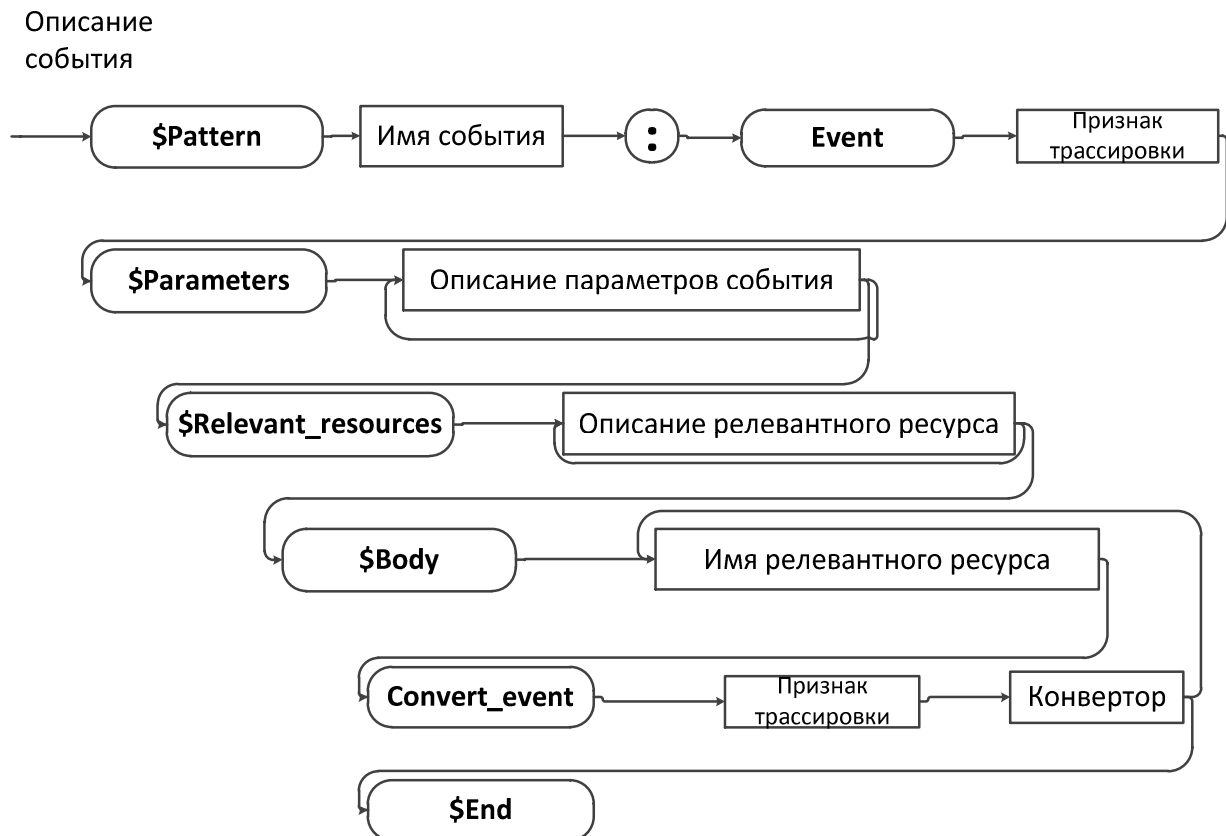 Описание
события
$Pattern
Имя события
:
Event
Признак
трассировки
$Parameters
Описание параметров события
$Relevant_resources
Описание релевантного ресурса
$Body
Имя релевантного ресурса
Convert_event
Признак
трассировки
Конвертор
$End